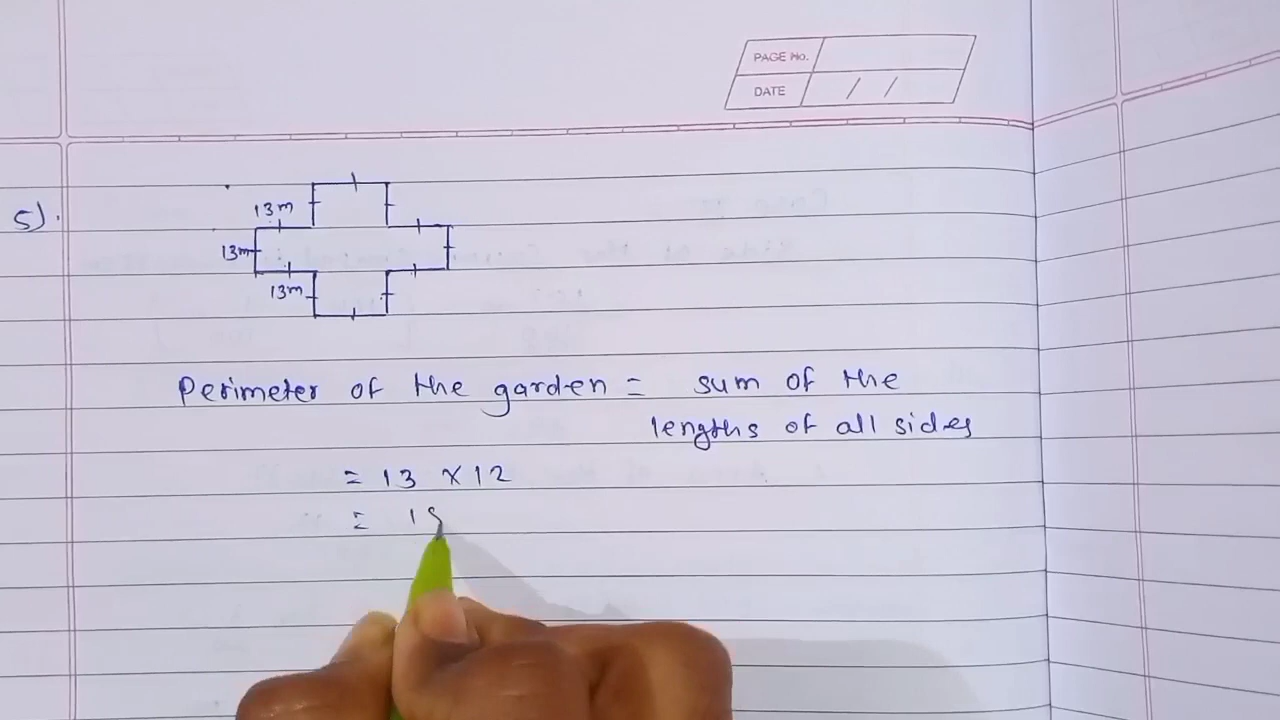 PAGE No.
DATE / /
5).
13m
13m
13m
Perimeter of the garden = sum of the
lengths of all sides
= 13 × 12
= 1